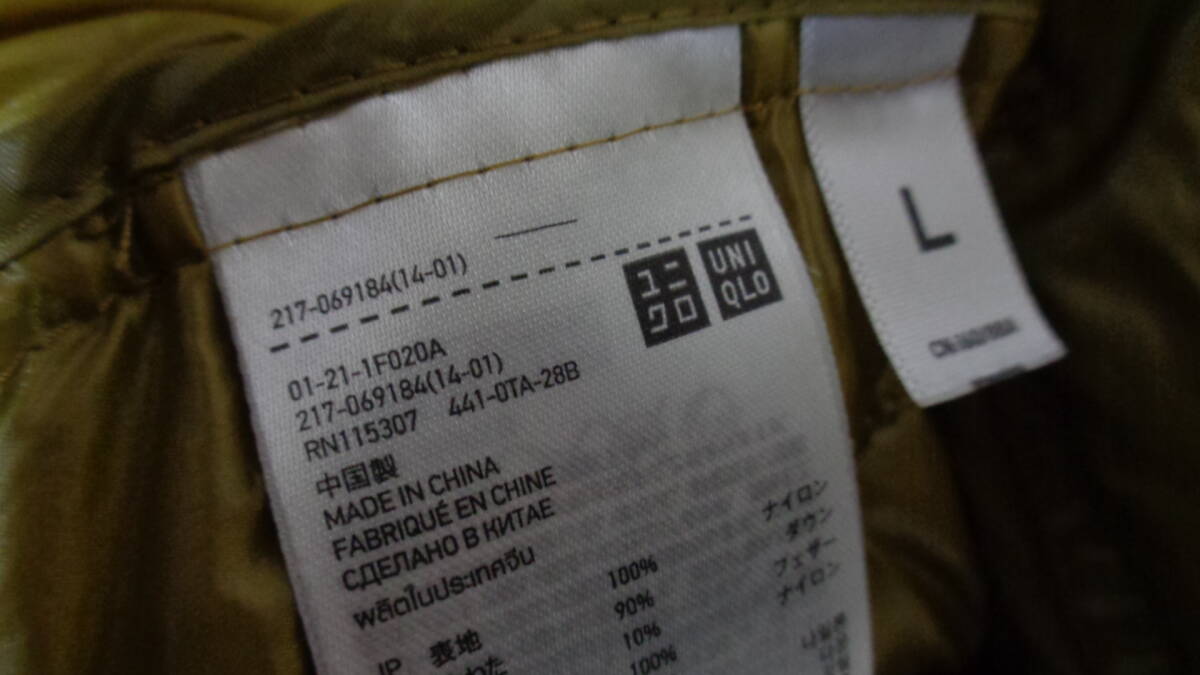 217-069184(14-01)
ユニクロ
UNIQLO
01-21-1F020A
217-069184(14-01)
RN115307 441-0TA-28B
中国製
MADE IN CHINA
FABRIQUÉ EN CHINE
СДЕЛАНО В КИТАЕ
ผลิตในประเทศจีน
JP 表地 100% ナイロン
90% ダウン
10% フェザー
100% ナイロン
L